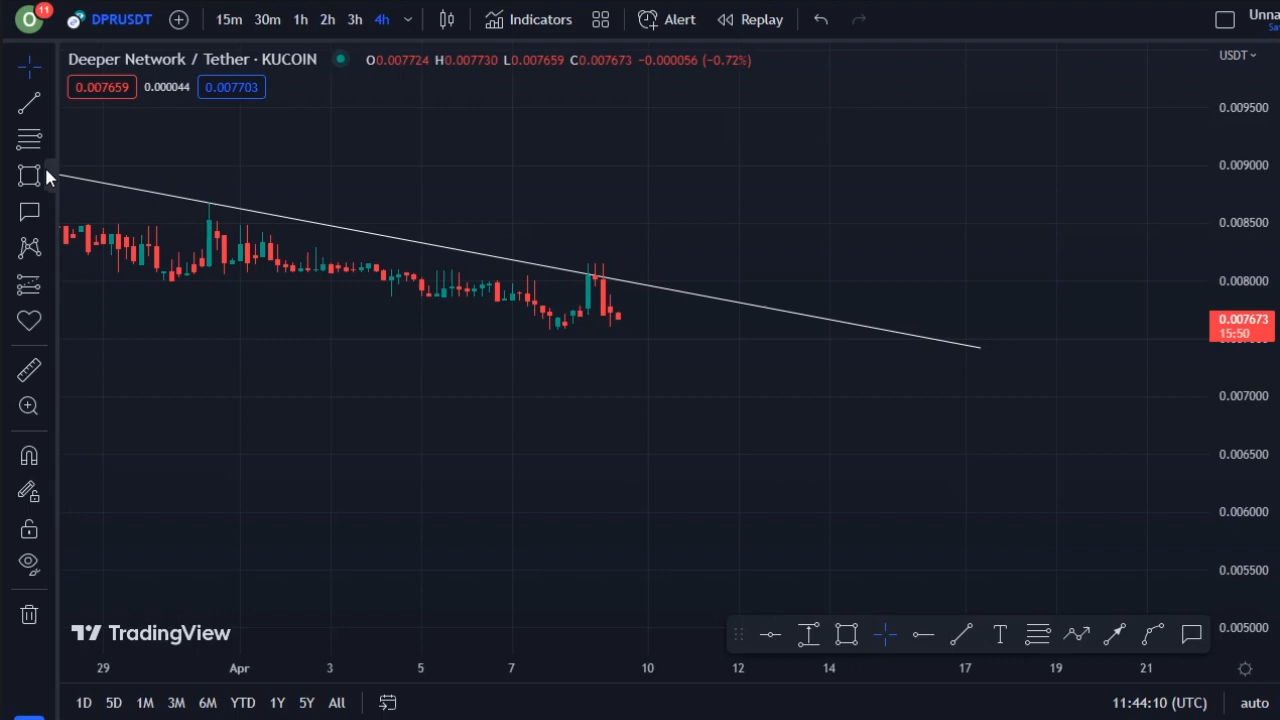 O 11 DPRUSDT 15m 30m 1h 2h 3h 4h Indicators Alert Replay
Deeper Network / Tether · KUCOIN O0.007724 H0.007730 L0.007659 C0.007673 −0.000056 (−0.72%) USDT
0.007659 0.000044 0.007703
0.009500
0.009000
0.008500
0.008000
0.007673
15:50
0.007000
0.006500
0.006000
0.005500
0.005000
TradingView
T
29 Apr 3 5 7 10 12 14 17 19 21
1D 5D 1M 3M 6M YTD 1Y 5Y All 11:44:10 (UTC) auto